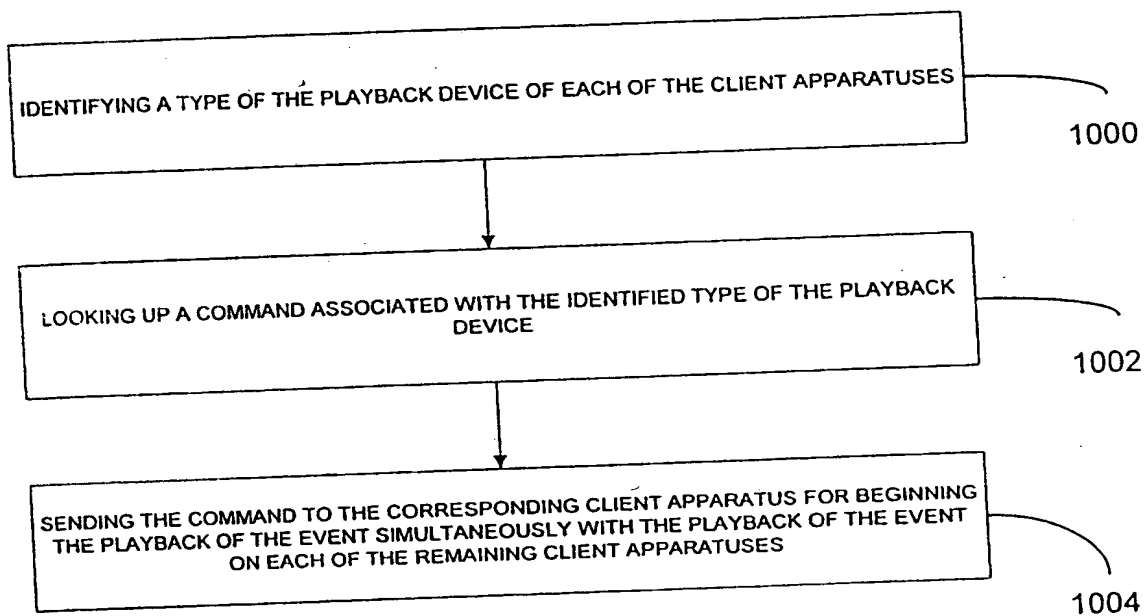 IDENTIFYING A TYPE OF THE PLAYBACK DEVICE OF EACH OF THE CLIENT APPARATUSES
1000
LOOKING UP A COMMAND ASSOCIATED WITH THE IDENTIFIED TYPE OF THE PLAYBACK
DEVICE
1002
SENDING THE COMMAND TO THE CORRESPONDING CLIENT APPARATUS FOR BEGINNING
THE PLAYBACK OF THE EVENT SIMULTANEOUSLY WITH THE PLAYBACK OF THE EVENT
ON EACH OF THE REMAINING CLIENT APPARATUSES
1004